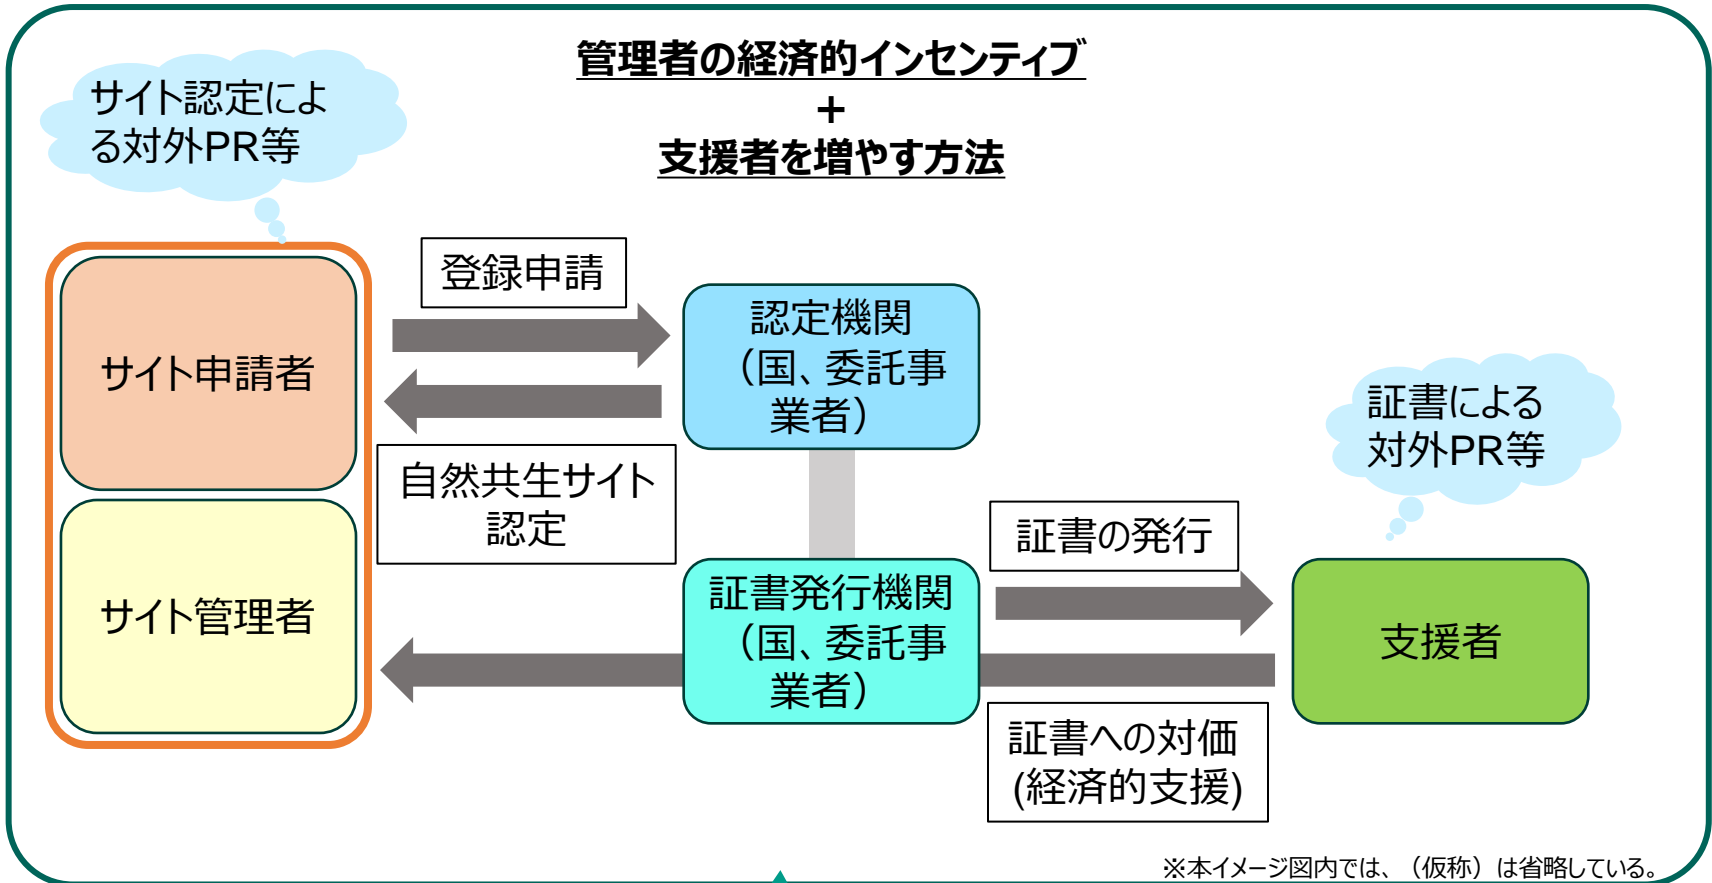 管理者の経済的インセンティブ
+
支援者を増やす方法
サイト認定によ
る対外PR等
登録申請
サイト申請者
認定機関
（国、委託事
業者）
自然共生サイト
認定
証書による
対外PR等
サイト管理者
証書発行機関
（国、委託事
業者）
証書の発行
支援者
証書への対価
(経済的支援)
※本イメージ図内では、（仮称）は省略している。